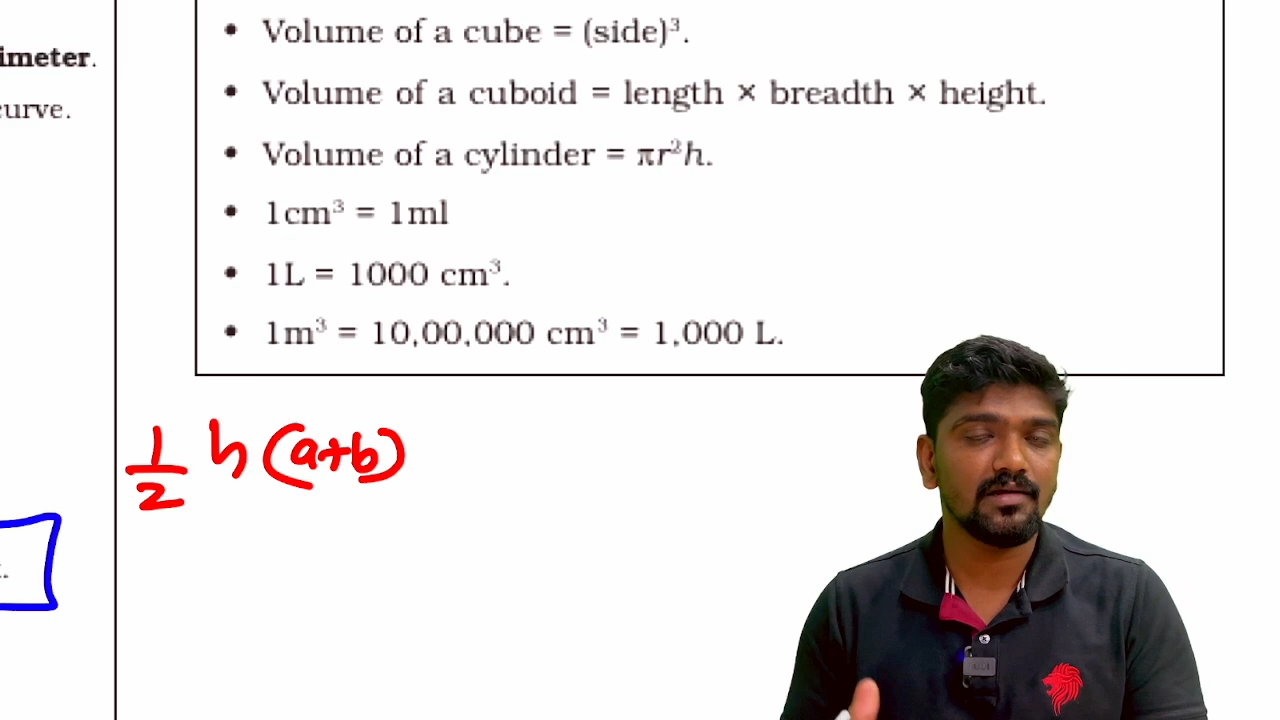 imeter.
curve.
• Volume of a cube = (side)³.
• Volume of a cuboid = length × breadth × height.
• Volume of a cylinder = πr²h.
• 1cm³ = 1ml
• 1L = 1000 cm³.
• 1m³ = 10,00,000 cm³ = 1,000 L.
1/2 h (a+b)